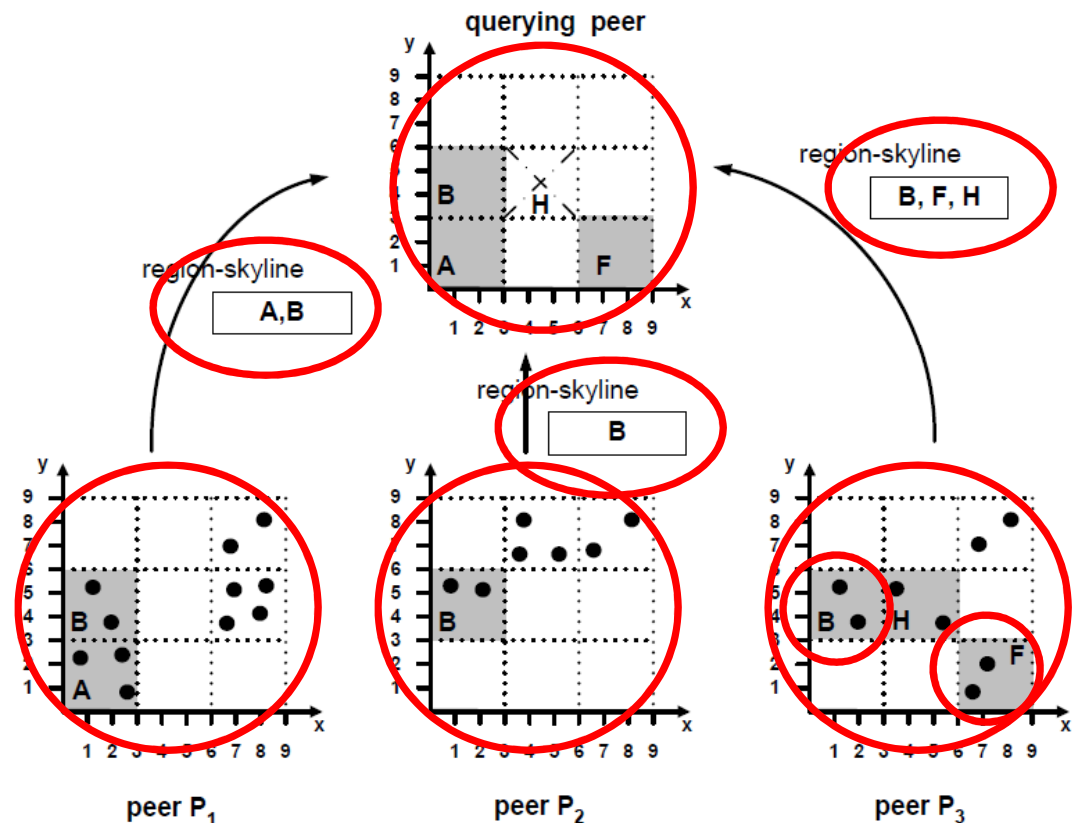 querying peer
y
9
8
7
6
5
4
3
2
1
B
H
A
F
x
1 2 3 4 5 6 7 8 9
region-skyline
A,B
region-skyline
B
region-skyline
B, F, H
y
9
8
7
6
5
4
3
2
1
B
A
x
1 2 3 4 5 6 7 8 9
peer P1
y
9
8
7
6
5
4
3
2
1
B
x
1 2 3 4 5 6 7 8 9
peer P2
y
9
8
7
6
5
4
3
2
1
B
H
F
x
1 2 3 4 5 6 7 8 9
peer P3